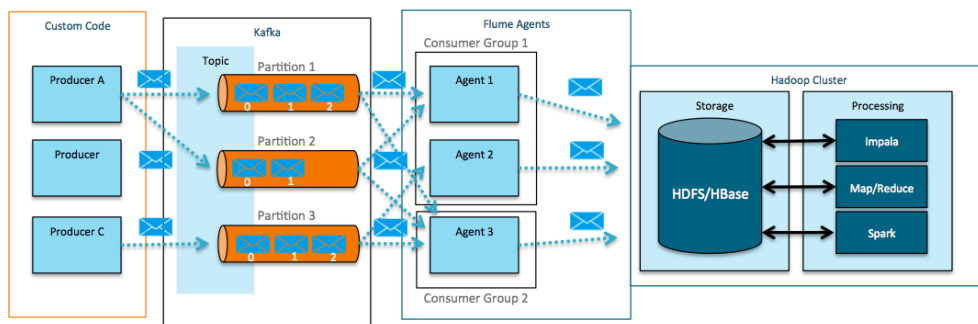 Custom Code
Producer A
Producer
Producer C
Kafka
Topic
Partition 1
0 1 2
Partition 2
0 1
Partition 3
0 1 2
Flume Agents
Consumer Group 1
Agent 1
Agent 2
Agent 3
Consumer Group 2
Hadoop Cluster
Storage
HDFS/HBase
Processing
Impala
Map/Reduce
Spark